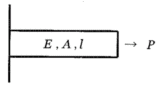 E, A, l → P